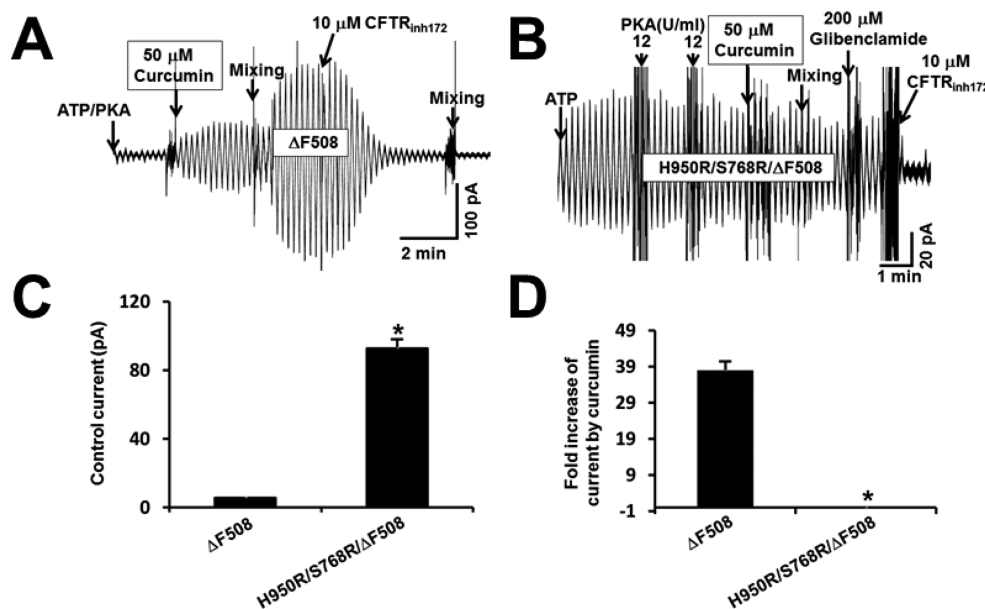 A
ATP/PKA
50 µM
Curcumin
Mixing
10 µM CFTRinh172
Mixing
ΔF508
100 pA
2 min
B
ATP
PKA(U/ml)
12 12
50 µM
Curcumin
Mixing
200 µM
Glibenclamide
10 µM
CFTRinh172
H950R/S768R/ΔF508
20 pA
1 min
C
Control current (pA)
120
80
40
0
*
ΔF508
H950R/S768R/ΔF508
D
Fold increase of
current by curcumin
49
39
29
19
9
-1
*
ΔF508
H950R/S768R/ΔF508